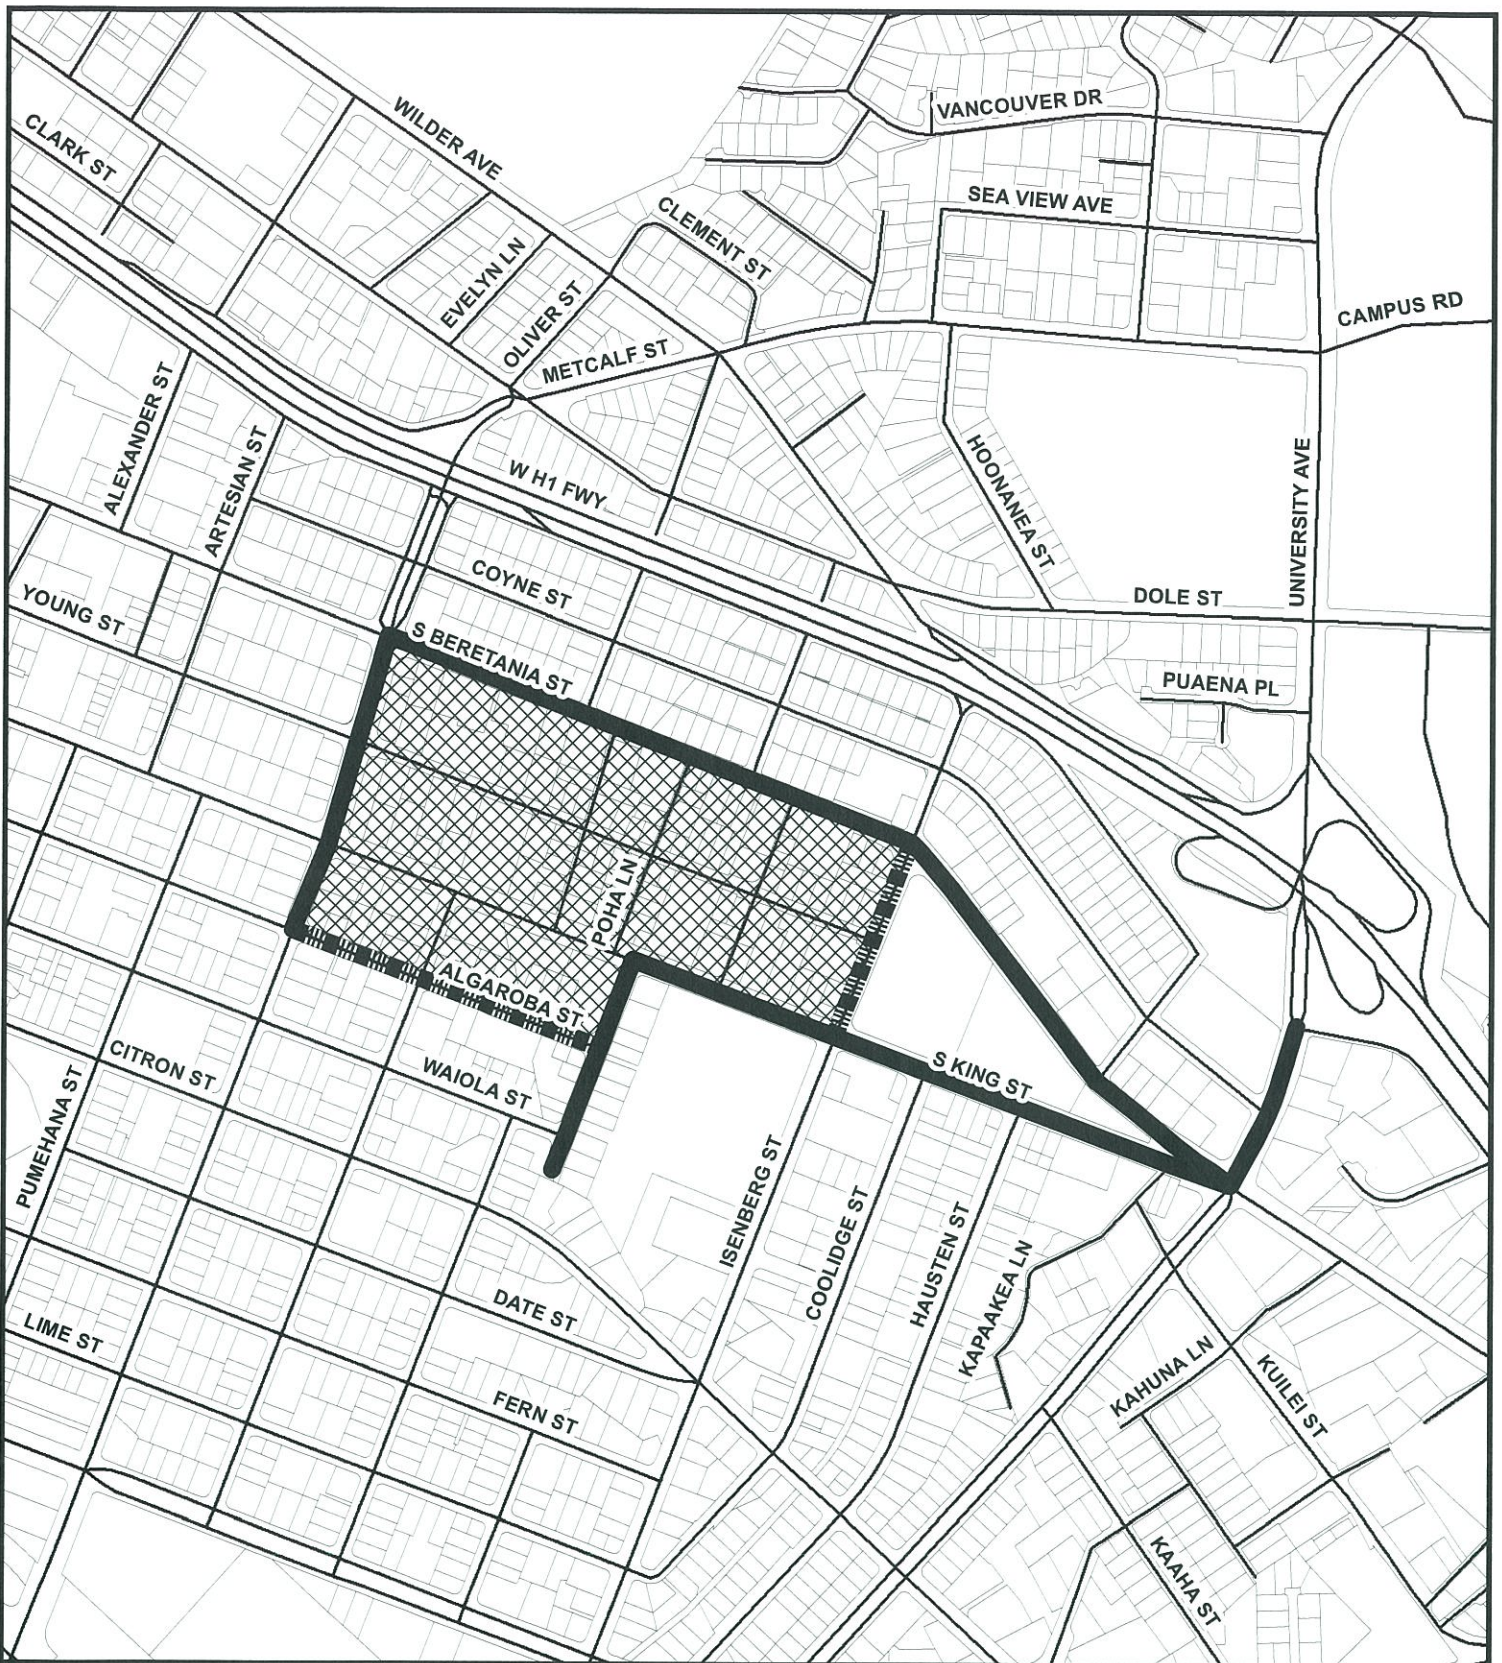 VANCOUVER DR
WILDER AVE
CLARK ST
SEA VIEW AVE
CLEMENT ST
EVELYN LN
OLIVER ST
CAMPUS RD
METCALF ST
ALEXANDER ST
ARTESIAN ST
W H1 FWY
HOONANEA ST
UNIVERSITY AVE
COYNE ST
YOUNG ST
DOLE ST
S BERETANIA ST
PUAENA PL
POHA LN
ALGAROBA ST
CITRON ST
WAIOLA ST
S KING ST
PUMEHANA ST
ISENBERG ST
COOLIDGE ST
HAUSTEN ST
KAPAAKEA LN
DATE ST
LIME ST
KAHUNA LN
KUILEI ST
FERN ST
KAAHA ST